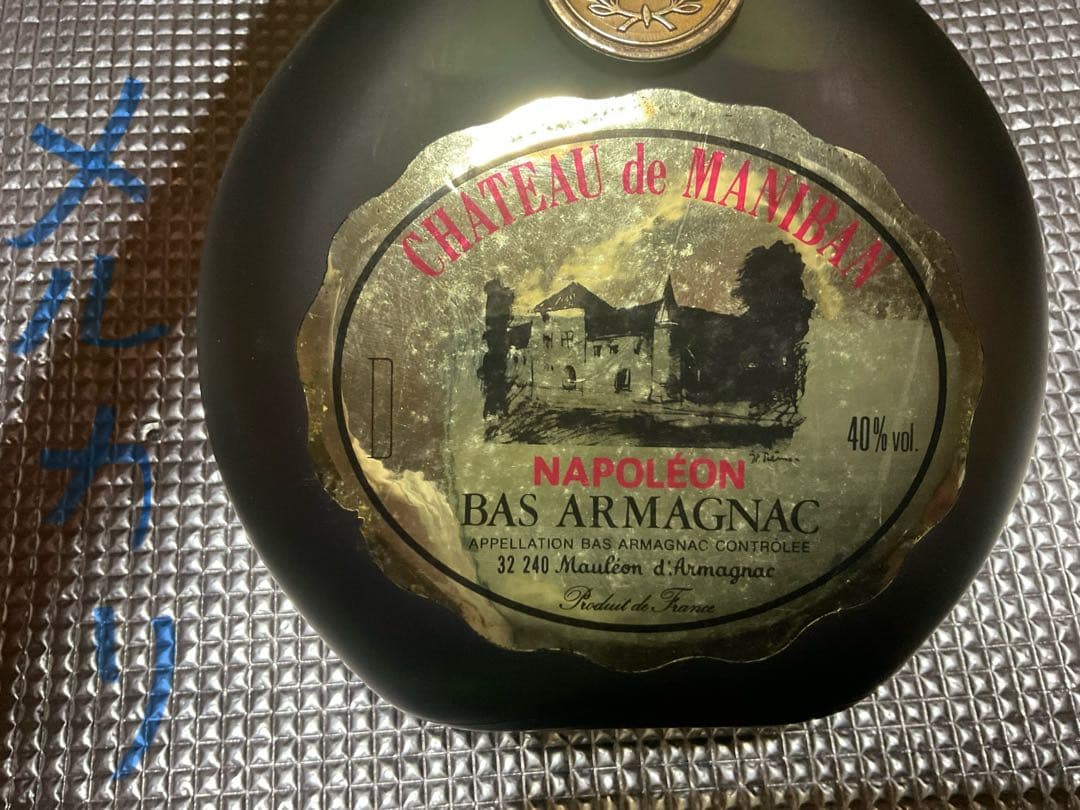 メルカリ
CHATEAU de MANIBAN
40% vol.
NAPOLÉON
BAS ARMAGNAC
APPELLATION BAS ARMAGNAC CONTRÔLÉE
32 240 Mauléon d'Armagnac
Produit de France